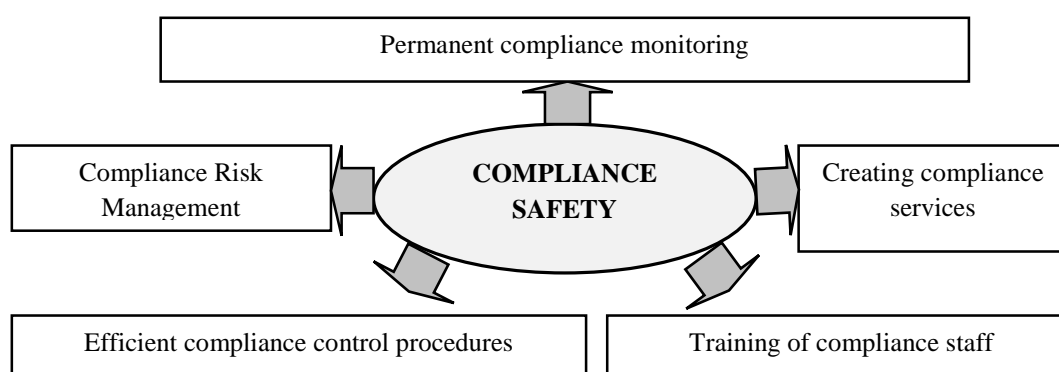 Permanent compliance monitoring
Compliance Risk
Management
COMPLIANCE
SAFETY
Creating compliance
services
Efficient compliance control procedures
Training of compliance staff